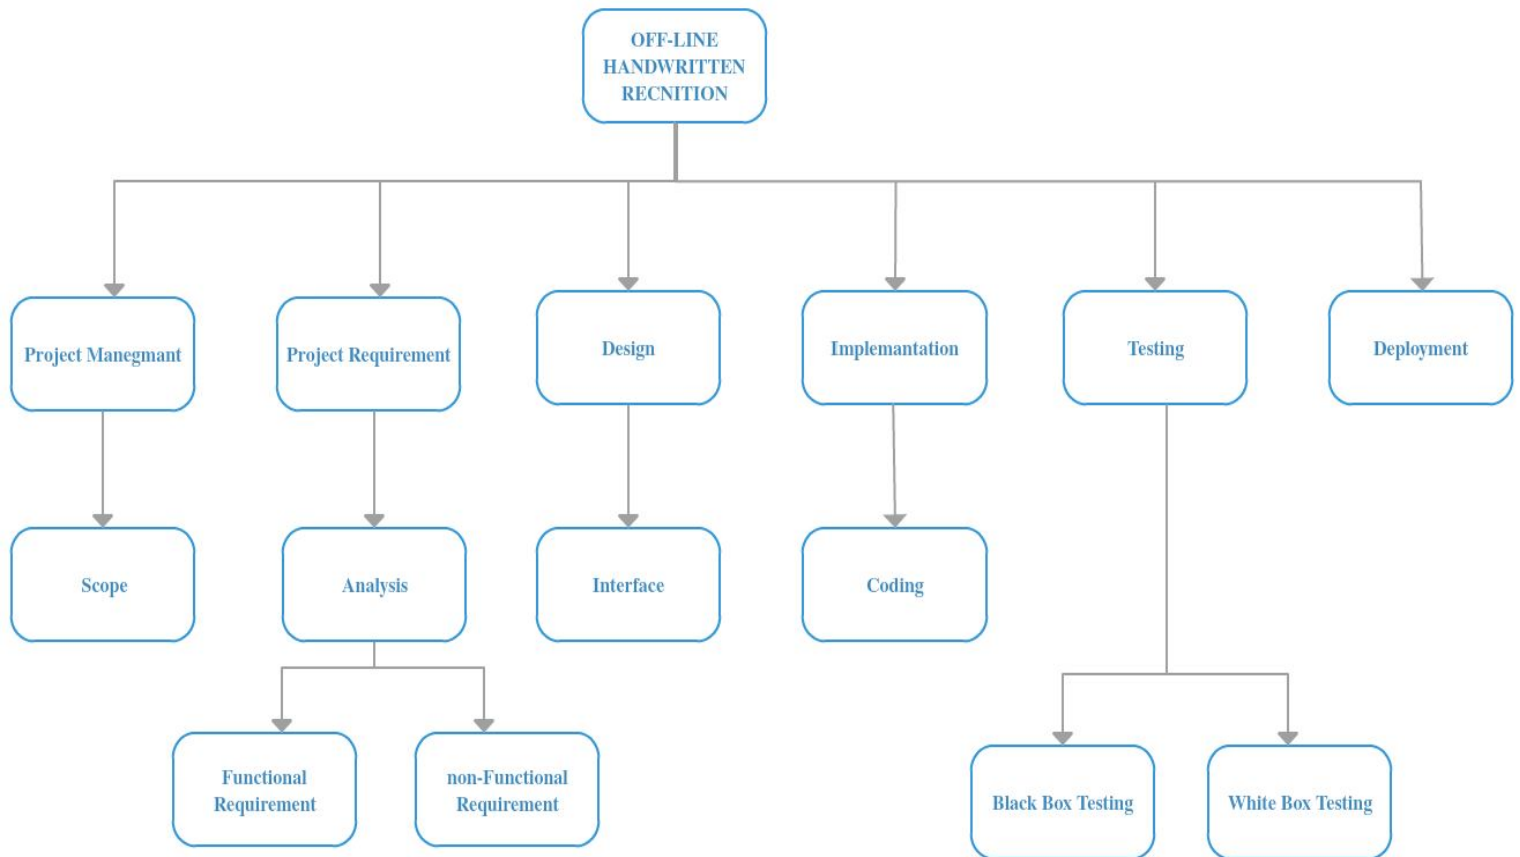 OFF-LINE
HANDWRITTEN
RECNITION
Project Manegmant
Project Requirement
Design
Implemantation
Testing
Deployment
Scope
Analysis
Interface
Coding
Functional
Requirement
non-Functional
Requirement
Black Box Testing
White Box Testing